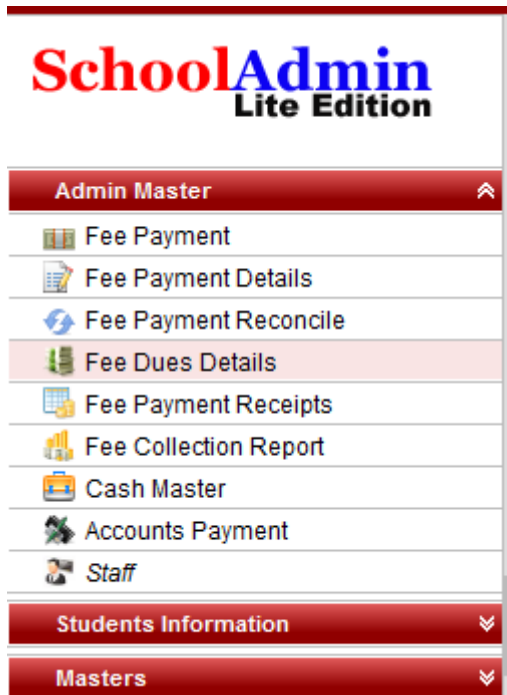 SchoolAdmin
Lite Edition
Admin Master
Fee Payment
Fee Payment Details
Fee Payment Reconcile
Fee Dues Details
Fee Payment Receipts
Fee Collection Report
Cash Master
Accounts Payment
Staff
Students Information
Masters